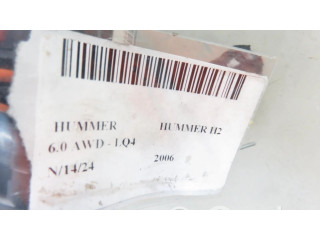 HUMMER HUMMER H2
6.0 AWD - LQ4
2006
N/14/24